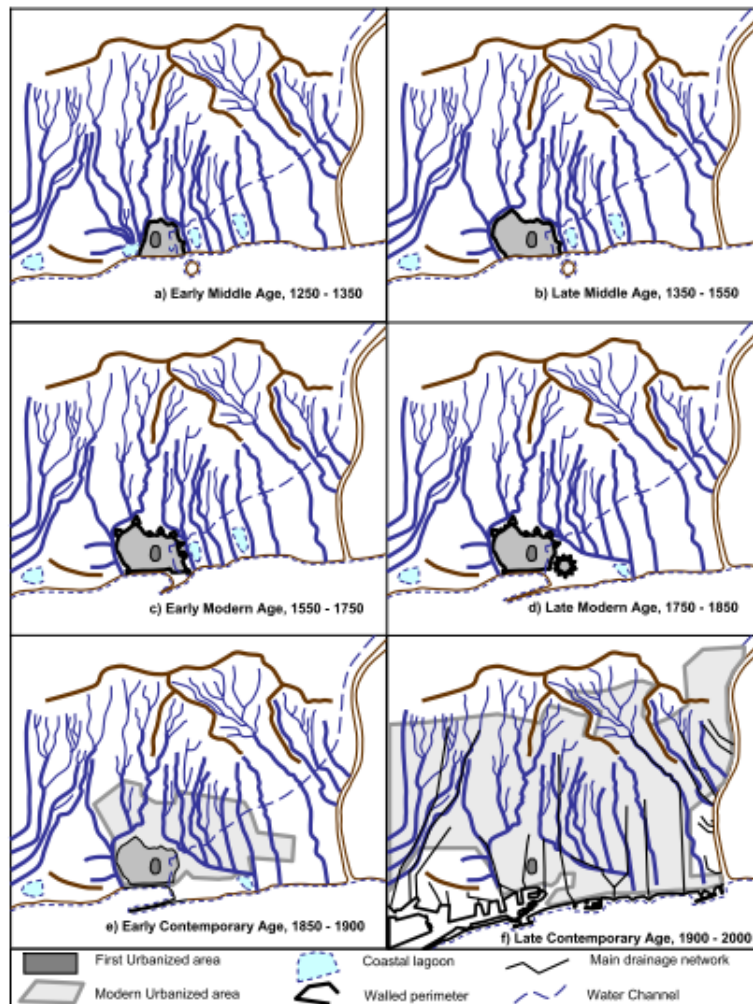 a) Early Middle Age, 1250 - 1350
b) Late Middle Age, 1350 - 1550
c) Early Modern Age, 1550 - 1750
d) Late Modern Age, 1750 - 1850
e) Early Contemporary Age, 1850 - 1900
f) Late Contemporary Age, 1900 - 2000
First Urbanized area
Coastal lagoon
Main drainage network
Modern Urbanized area
Walled perimeter
Water Channel